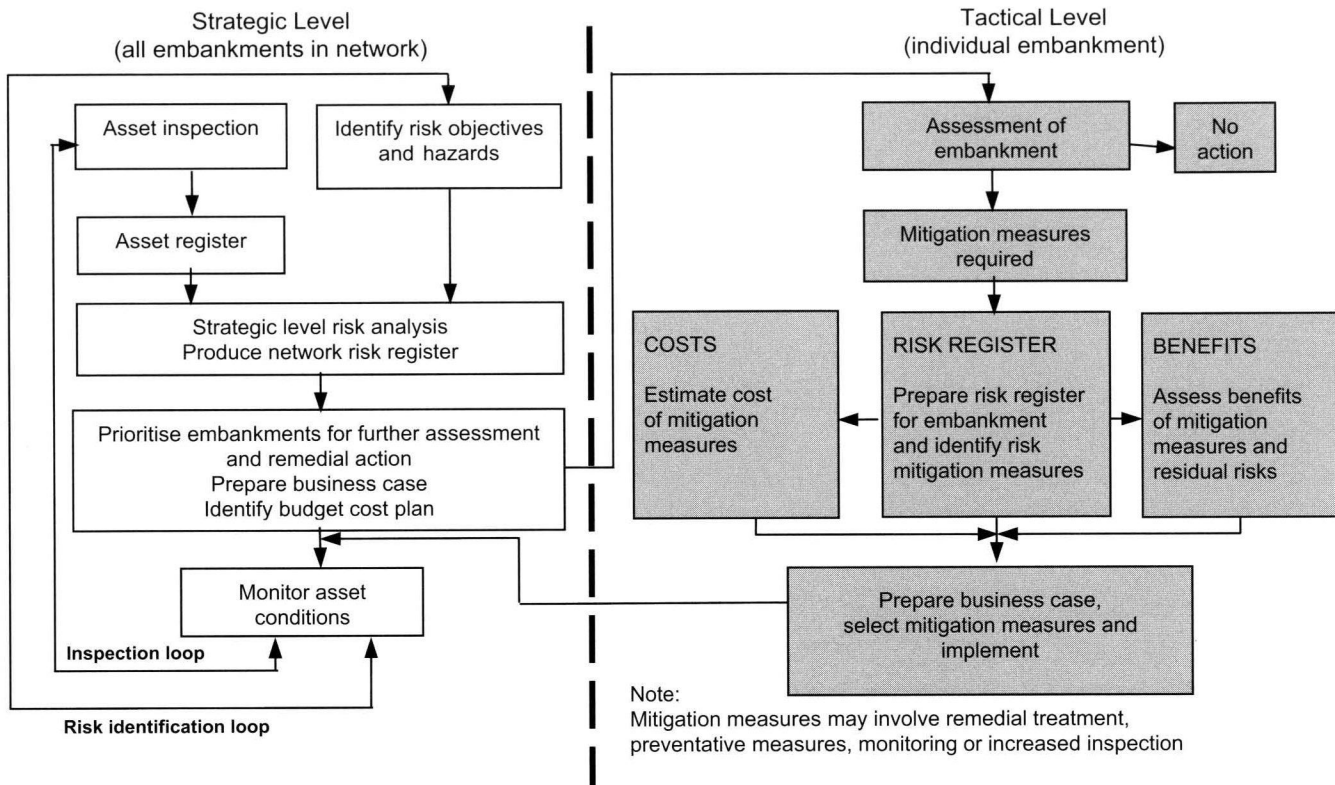 Strategic Level
(all embankments in network)
Tactical Level
(individual embankment)
Asset inspection
Identify risk objectives
and hazards
Asset register
Strategic level risk analysis
Produce network risk register
Prioritise embankments for further assessment
and remedial action
Prepare business case
Identify budget cost plan
Monitor asset
conditions
Inspection loop
Risk identification loop
Assessment of
embankment
No
action
Mitigation measures
required
COSTS
Estimate cost
of mitigation
measures
RISK REGISTER
Prepare risk register
for embankment
and identify risk
mitigation measures
BENEFITS
Assess benefits
of mitigation
measures and
residual risks
Prepare business case,
select mitigation measures and
implement
Note:
Mitigation measures may involve remedial treatment,
preventative measures, monitoring or increased inspection